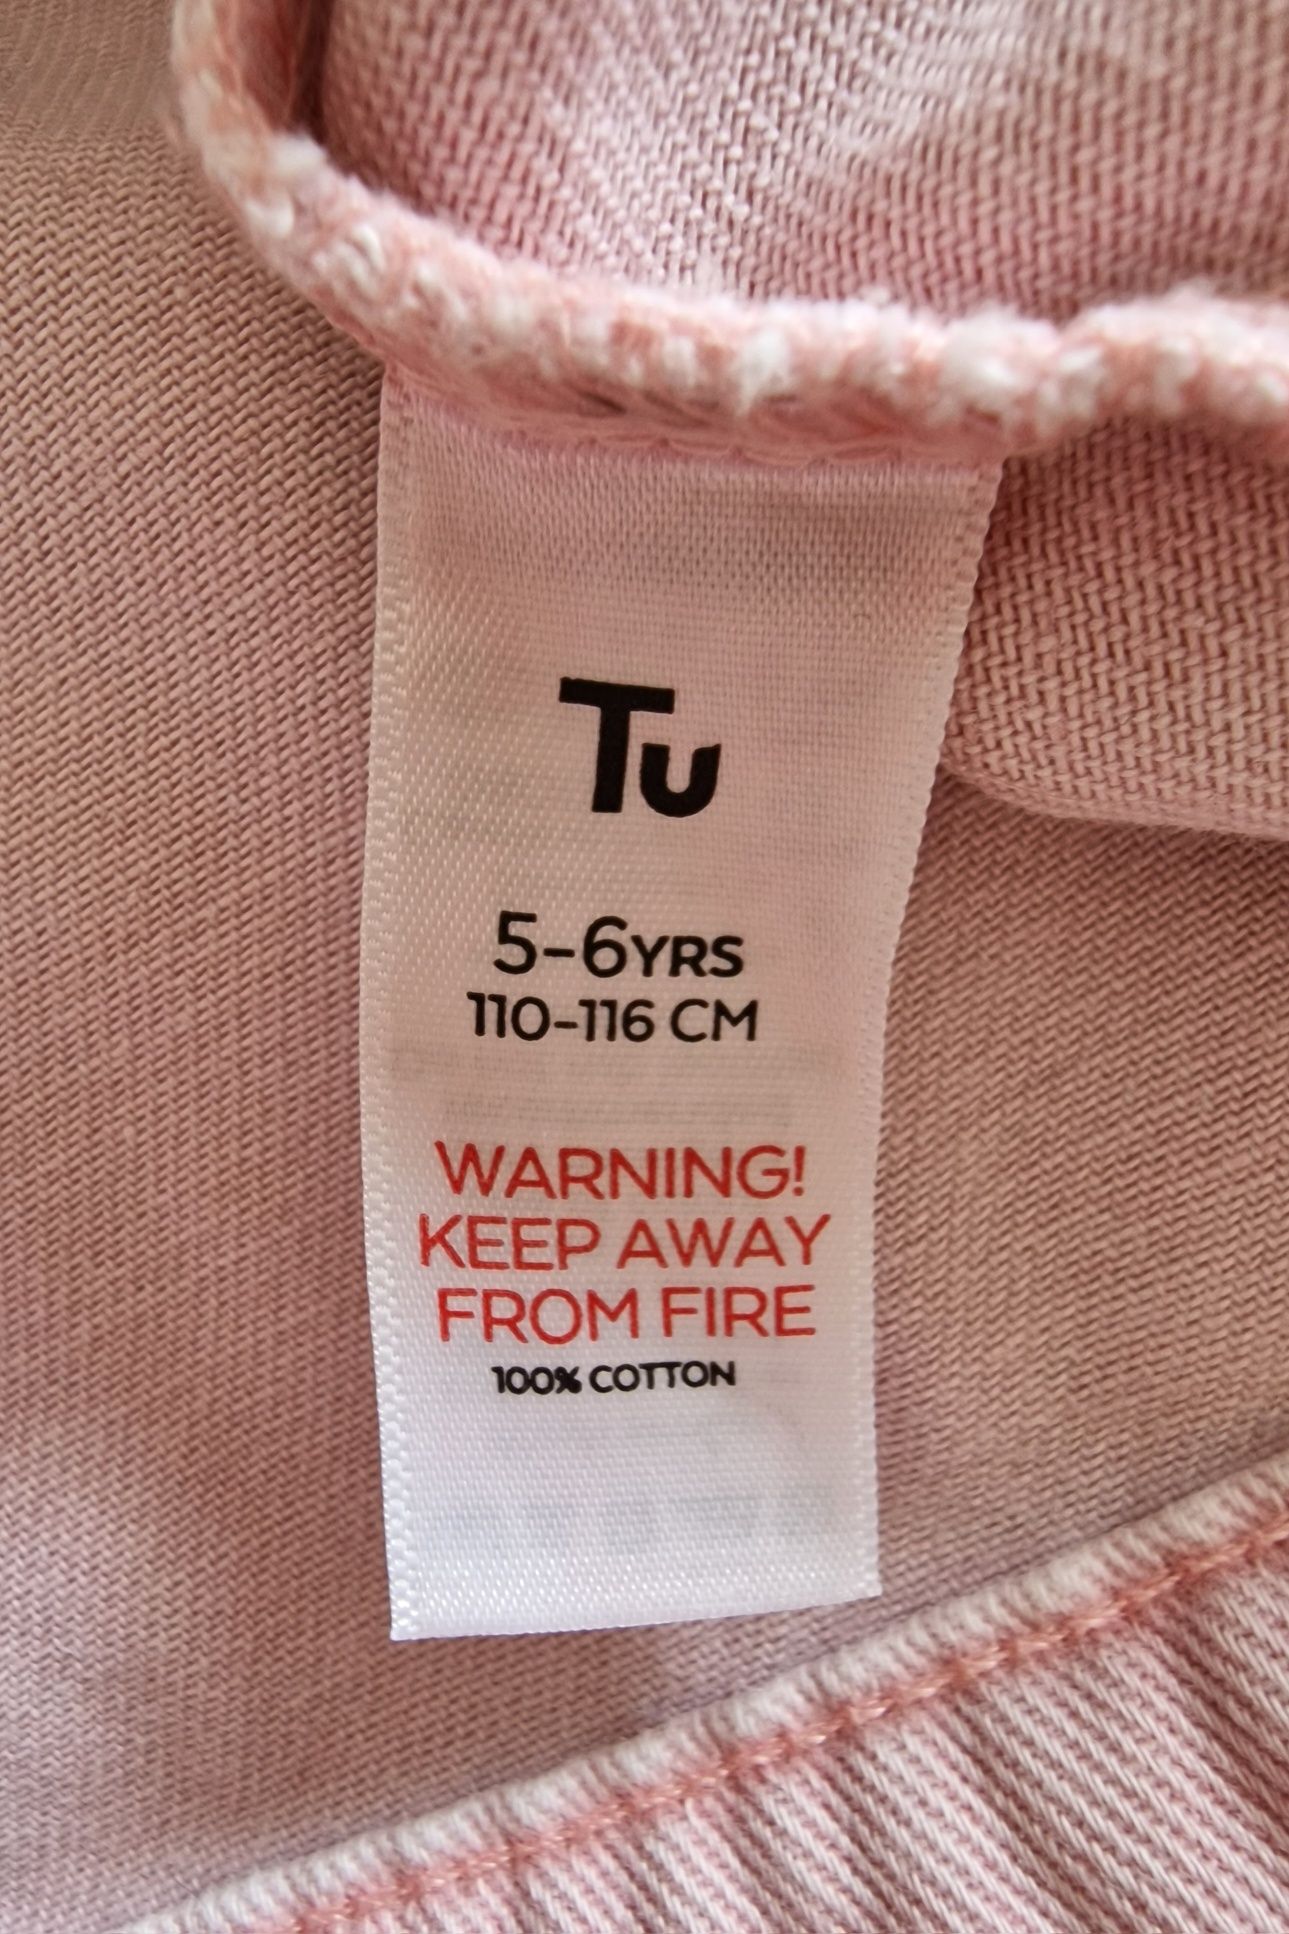 Tu
5-6YRS
110-116 CM
WARNING!
KEEP AWAY
FROM FIRE
100% COTTON